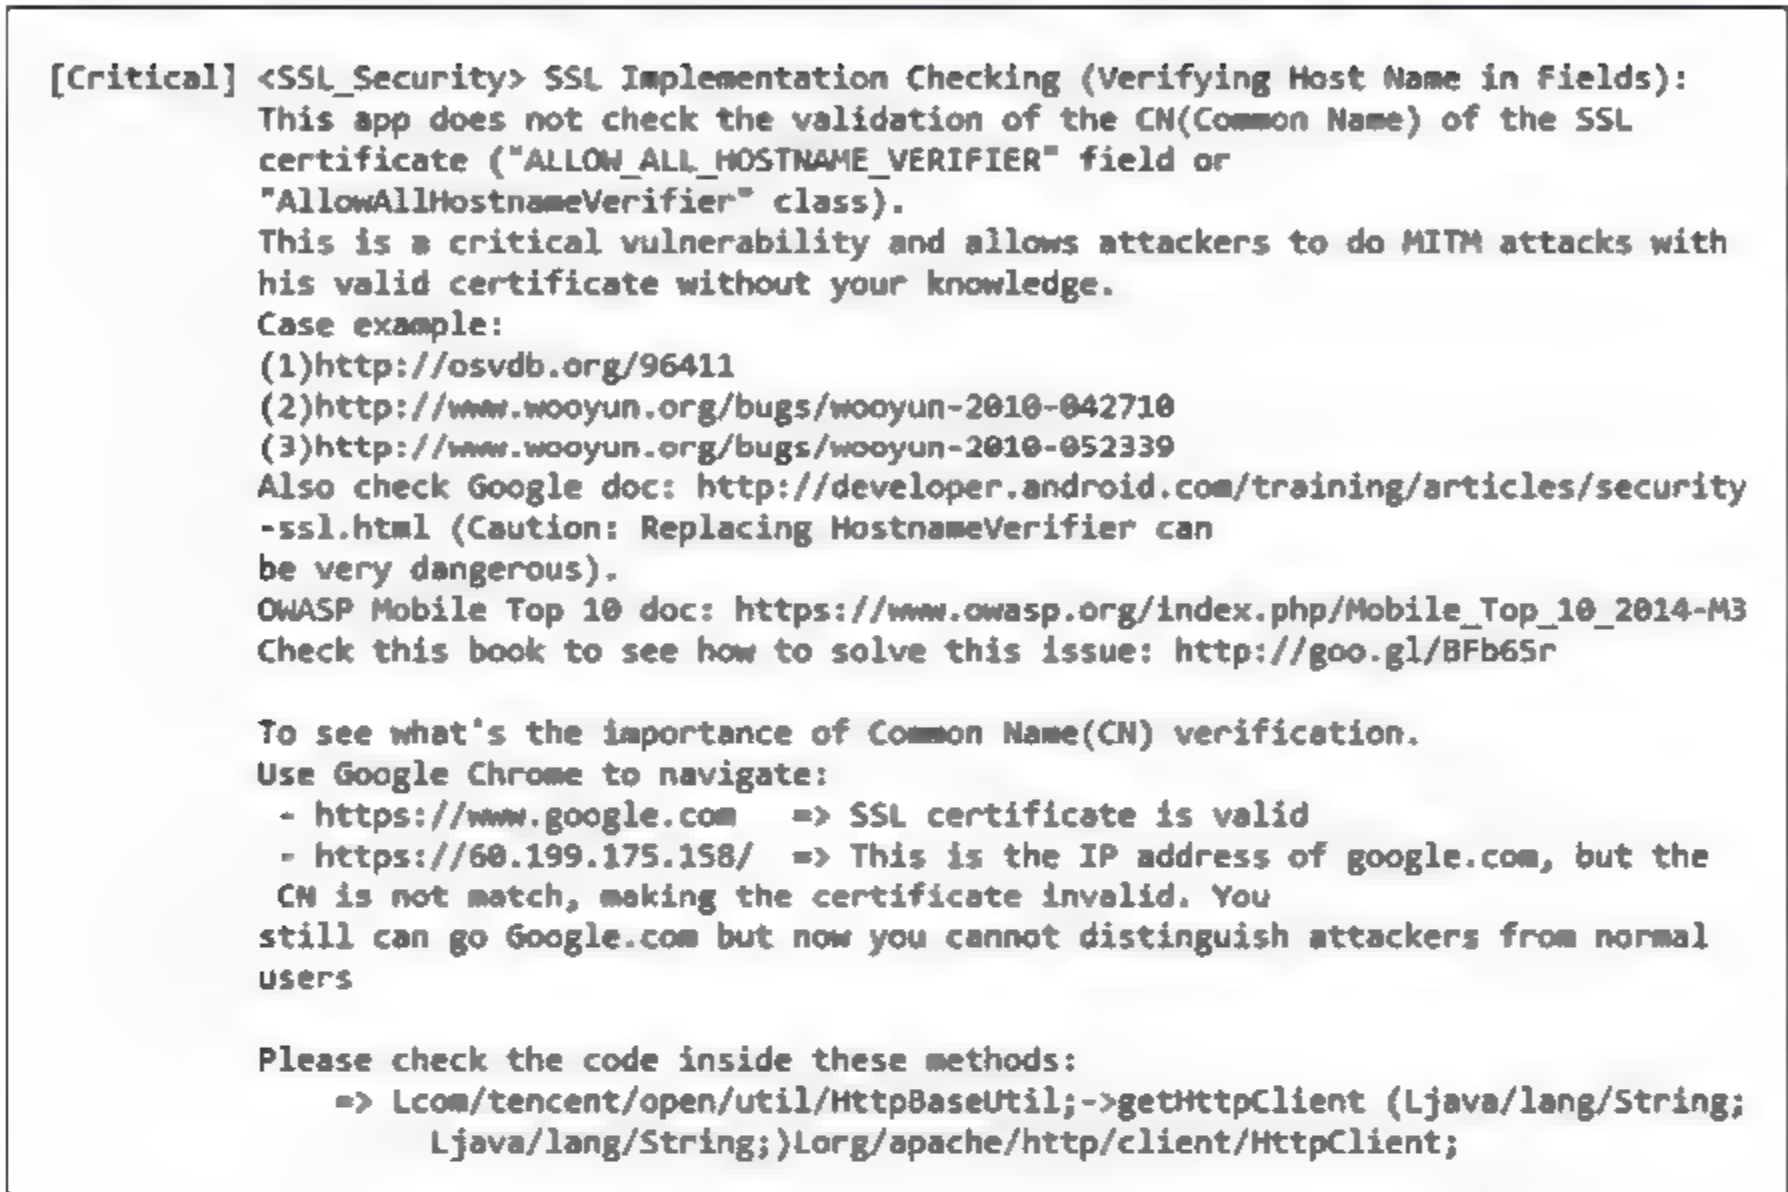 [Critical] <SSL_Security> SSL Implementation Checking (Verifying Host Name in Fields):
This app does not check the validation of the CN(Common Name) of the SSL
certificate ("ALLOW_ALL_HOSTNAME_VERIFIER" field or
"AllowAllHostnameVerifier" class).
This is a critical vulnerability and allows attackers to do MITM attacks with
his valid certificate without your knowledge.
Case example:
(1)http://osvdb.org/96411
(2)http://www.wooyun.org/bugs/wooyun-2010-042710
(3)http://www.wooyun.org/bugs/wooyun-2010-052339
Also check Google doc: http://developer.android.com/training/articles/security
-ssl.html (Caution: Replacing HostnameVerifier can
be very dangerous).
OWASP Mobile Top 10 doc: https://www.owasp.org/index.php/Mobile_Top_10_2014-M3
Check this book to see how to solve this issue: http://goo.gl/BFb65r

To see what's the importance of Common Name(CN) verification.
Use Google Chrome to navigate:
- https://www.google.com => SSL certificate is valid
- https://60.199.175.158/ => This is the IP address of google.com, but the
CN is not match, making the certificate invalid. You
still can go Google.com but now you cannot distinguish attackers from normal
users

Please check the code inside these methods:
=> Lcom/tencent/open/util/HttpBaseUtil;->getHttpClient (Ljava/lang/String;
Ljava/lang/String;)Lorg/apache/http/client/HttpClient;